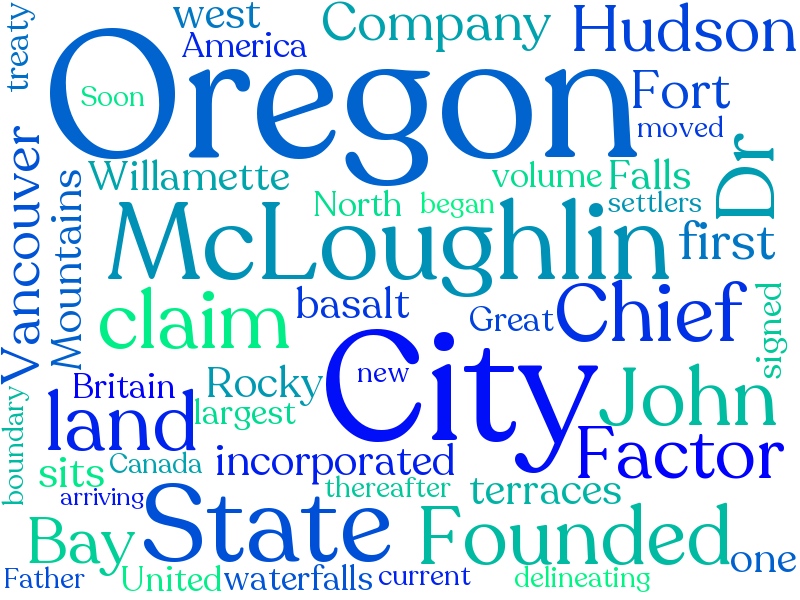 treaty
west
Company
Hudson
America
Oregon
Soon
Fort
moved
Vancouver
Mountains
Willamette
volume
Falls
Dr
North
began
settlers
McLoughlin
first
claim
basalt
Great
Chief
signed
City
new
Britain
Rocky
John
land
largest
boundary
sits
Canada
incorporated
Factor
arriving
thereafter
terraces
State
Founded
Bay
one
Father
United
waterfalls
current
delineating